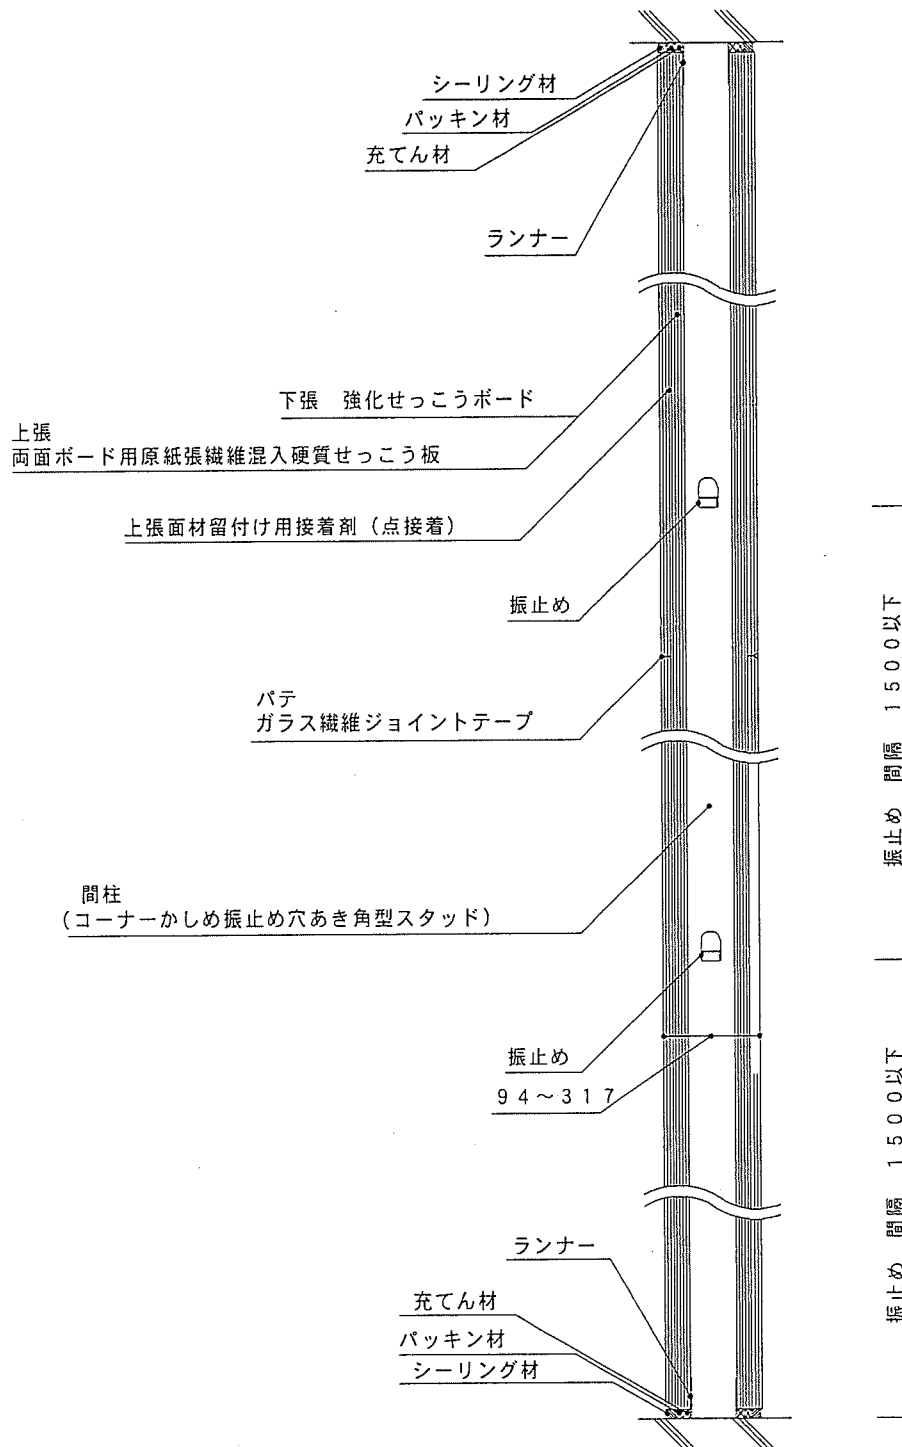 シーリング材
パッキン材
充てん材
ランナー
下張 強化せっこうボード
上張
両面ボード用原紙張繊維混入硬質せっこう板
上張面材留付け用接着剤(点接着)
振止め
振止め 間隔 1500以下
パテ
ガラス繊維ジョイントテープ
間柱
(コーナーかしめ振止め穴あき角型スタッド)
振止め
94~317
振止め 間隔 1500以下
ランナー
充てん材
パッキン材
シーリング材